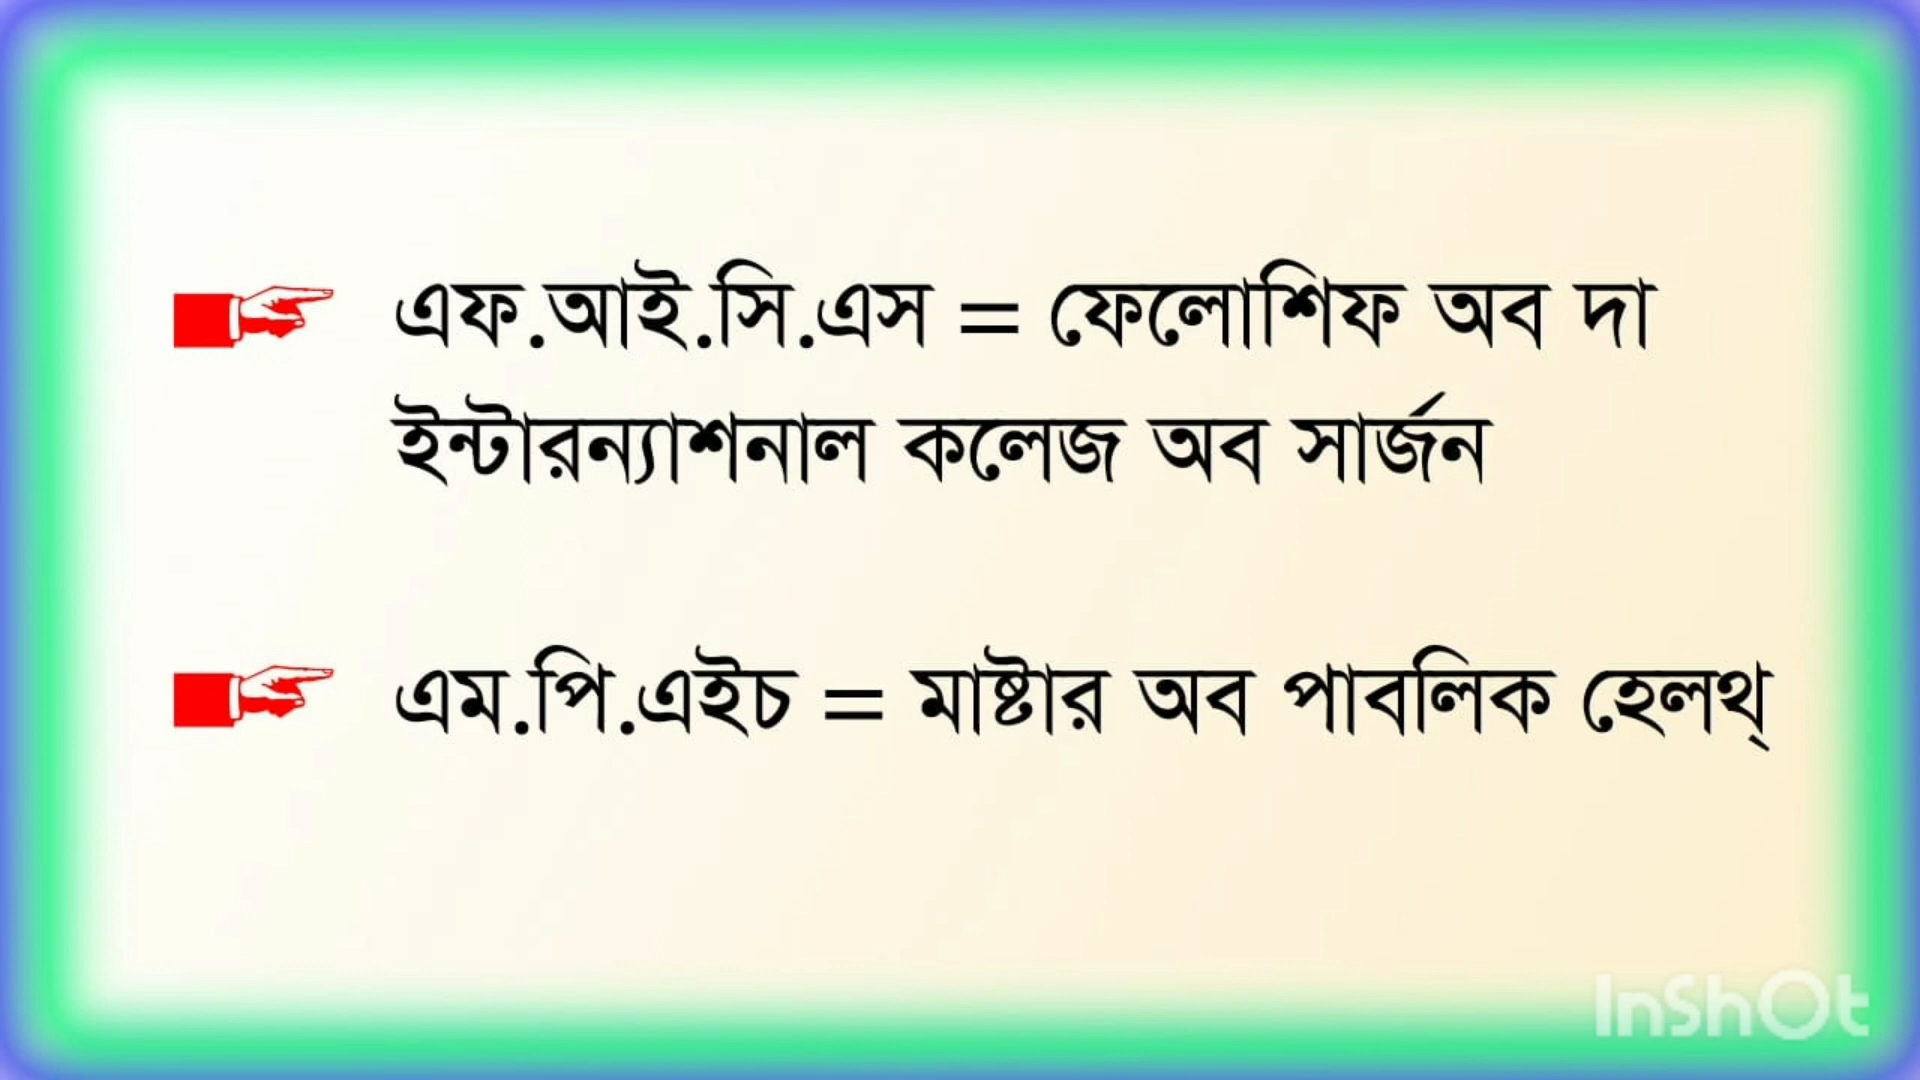 এফ.আই.সি.এস = ফেলোশিফ অব দা
ইন্টারন্যাশনাল কলেজ অব সার্জন
এম.পি.এইচ = মাষ্টার অব পাবলিক হেলথ্
InShOt